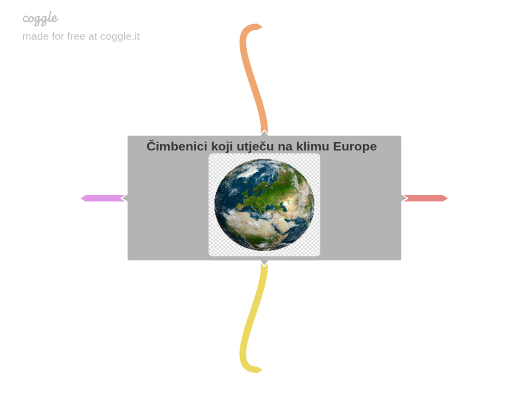 coggle
made for free at coggle.it
Čimbenici koji utječu na klimu Europe